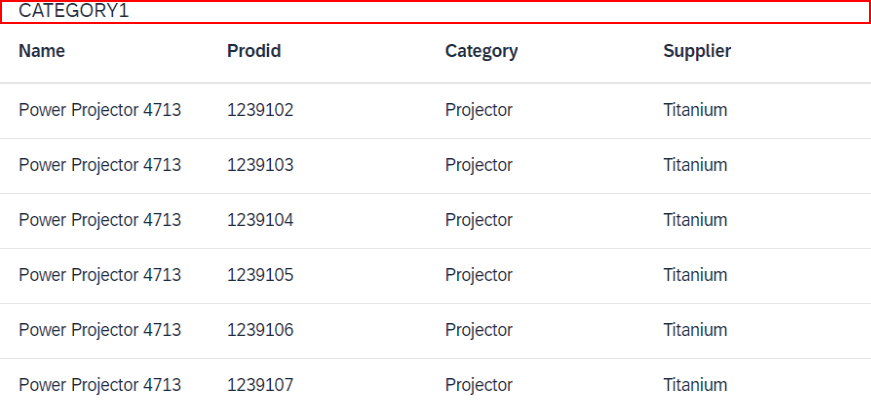 CATEGORY1
Name Prodid Category Supplier
Power Projector 4713 1239102 Projector Titanium
Power Projector 4713 1239103 Projector Titanium
Power Projector 4713 1239104 Projector Titanium
Power Projector 4713 1239105 Projector Titanium
Power Projector 4713 1239106 Projector Titanium
Power Projector 4713 1239107 Projector Titanium